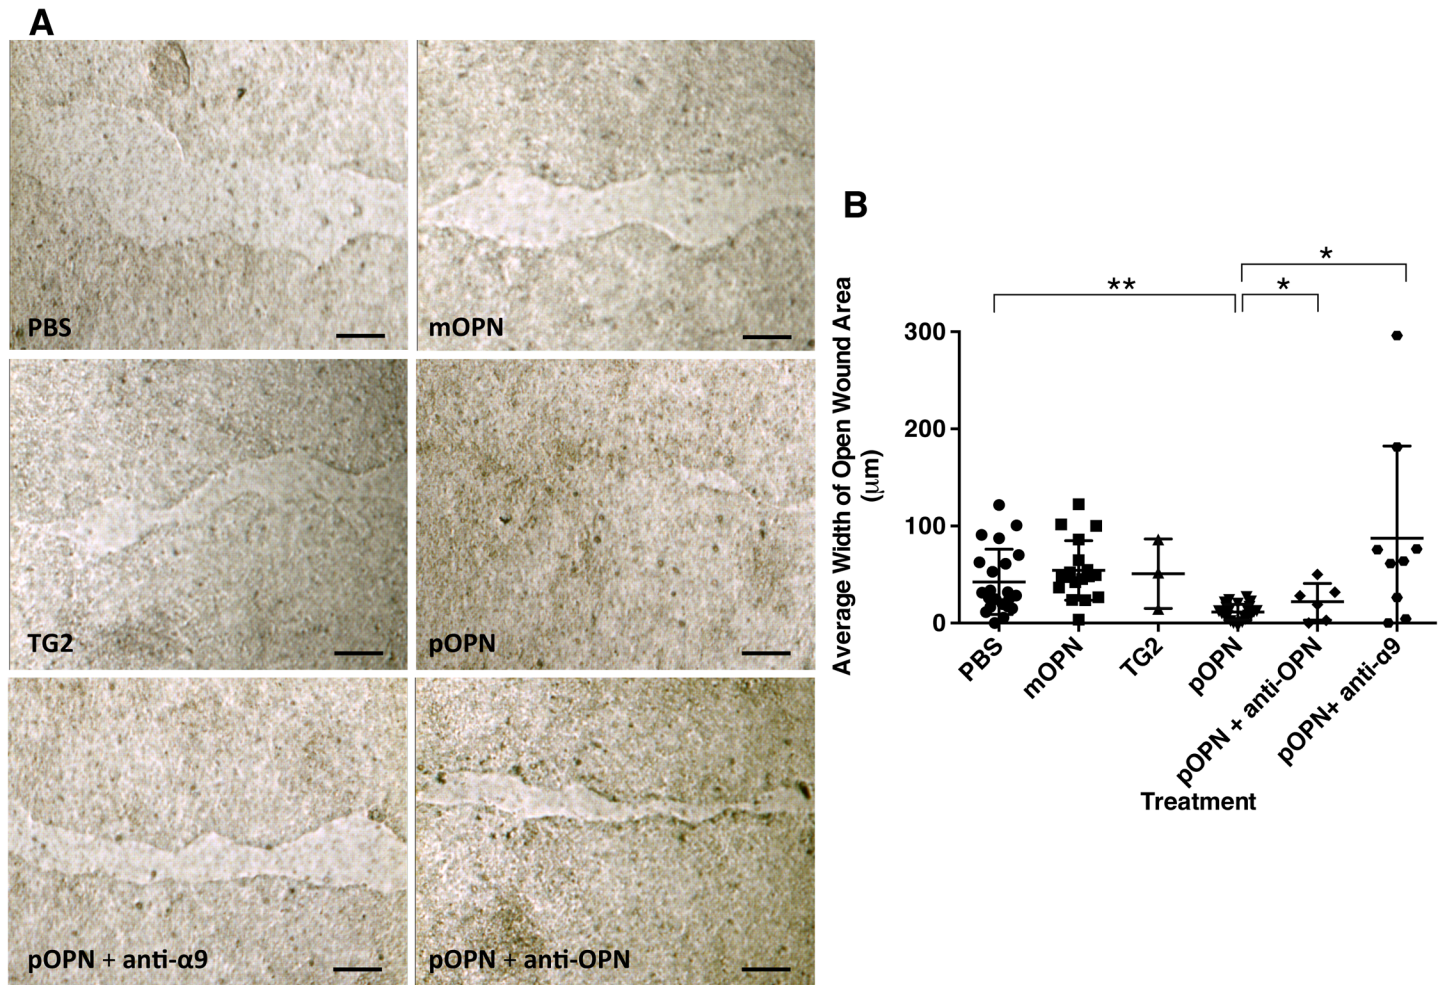 A
PBS
mOPN
TG2
pOPN
pOPN + anti-α9
pOPN + anti-OPN
B
Average Width of Open Wound Area
(μm)
*
**
*
300
200
100
0
PBS
mOPN
TG2
pOPN
pOPN + anti-OPN
pOPN+ anti-α9
Treatment